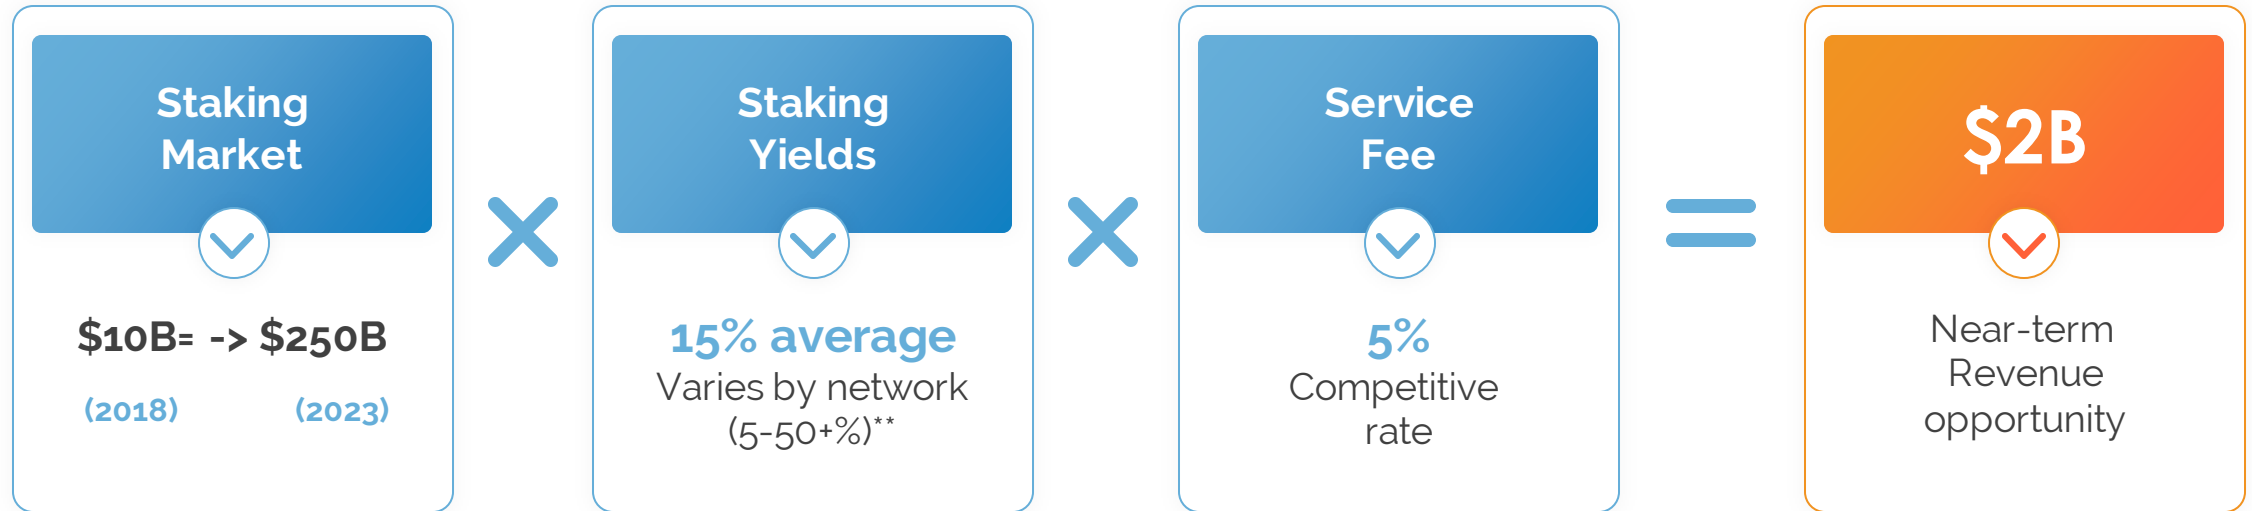 Staking
Market
$10B= -> $250B
(2018) (2023)
Staking
Yields
15% average
Varies by network
(5-50+%)**
Service
Fee
5%
Competitive
rate
$2B
Near-term
Revenue
opportunity